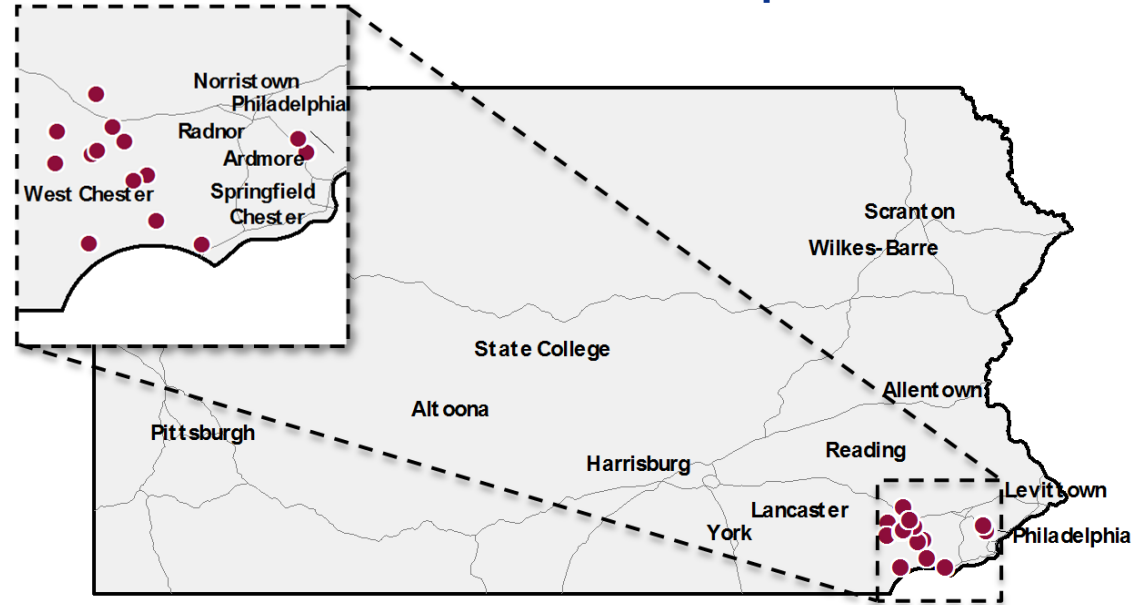 Norristown
Philadelphia
Radnor
Ardmore
West Chester
Springfield
Chester
Scranton
Wilkes-Barre
State College
Allentown
Altoona
Pittsburgh
Reading
Harrisburg
Levittown
Lancaster
York
Philadelphia